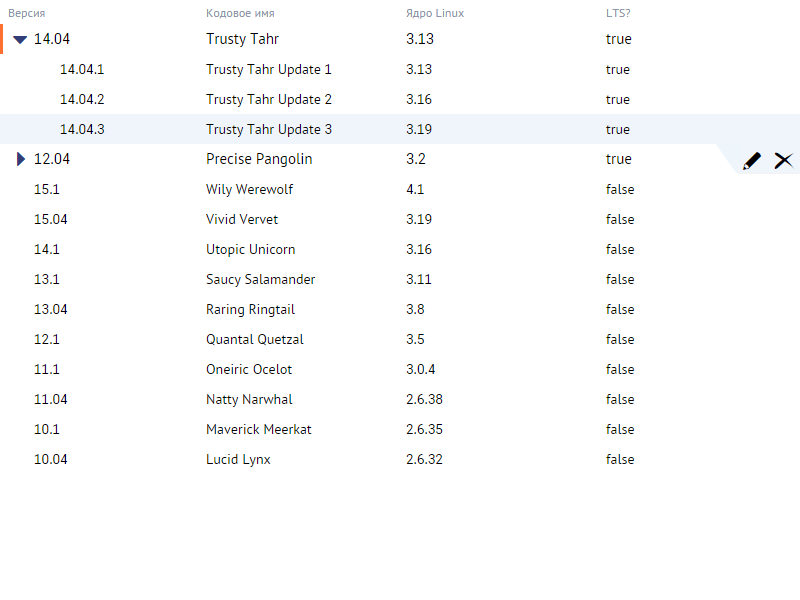 Версия Кодовое имя Ядро Linux LTS?
14.04 Trusty Tahr 3.13 true
14.04.1 Trusty Tahr Update 1 3.13 true
14.04.2 Trusty Tahr Update 2 3.16 true
14.04.3 Trusty Tahr Update 3 3.19 true
12.04 Precise Pangolin 3.2 true
15.1 Wily Werewolf 4.1 false
15.04 Vivid Vervet 3.19 false
14.1 Utopic Unicorn 3.16 false
13.1 Saucy Salamander 3.11 false
13.04 Raring Ringtail 3.8 false
12.1 Quantal Quetzal 3.5 false
11.1 Oneiric Ocelot 3.0.4 false
11.04 Natty Narwhal 2.6.38 false
10.1 Maverick Meerkat 2.6.35 false
10.04 Lucid Lynx 2.6.32 false